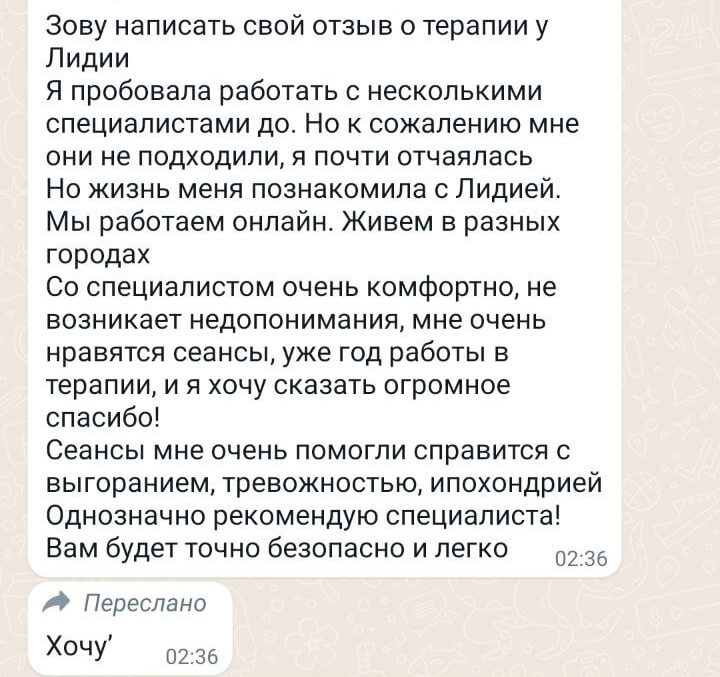 Зову написать свой отзыв о терапии у
Лидии
Я пробовала работать с несколькими
специалистами до. Но к сожалению мне
они не подходили, я почти отчаялась
Но жизнь меня познакомила с Лидией.
Мы работаем онлайн. Живем в разных
городах
Со специалистом очень комфортно, не
возникает недопонимания, мне очень
нравятся сеансы, уже год работы в
терапии, и я хочу сказать огромное
спасибо!
Сеансы мне очень помогли справится с
выгоранием, тревожностью, ипохондрией
Однозначно рекомендую специалиста!
Вам будет точно безопасно и легко 02:36
Переслано
Хочу’ 02:36